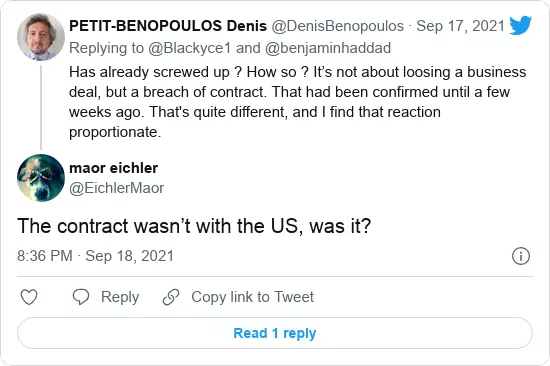 PETIT-BENOPOULOS Denis @DenisBenopoulos · Sep 17, 2021
Replying to @Blackyce1 and @benjaminhaddad
Has already screwed up ? How so ? It’s not about loosing a business
deal, but a breach of contract. That had been confirmed until a few
weeks ago. That's quite different, and I find that reaction
proportionate.
maor eichler
@EichlerMaor
The contract wasn’t with the US, was it?
8:36 PM · Sep 18, 2021
Reply
Copy link to Tweet
Read 1 reply